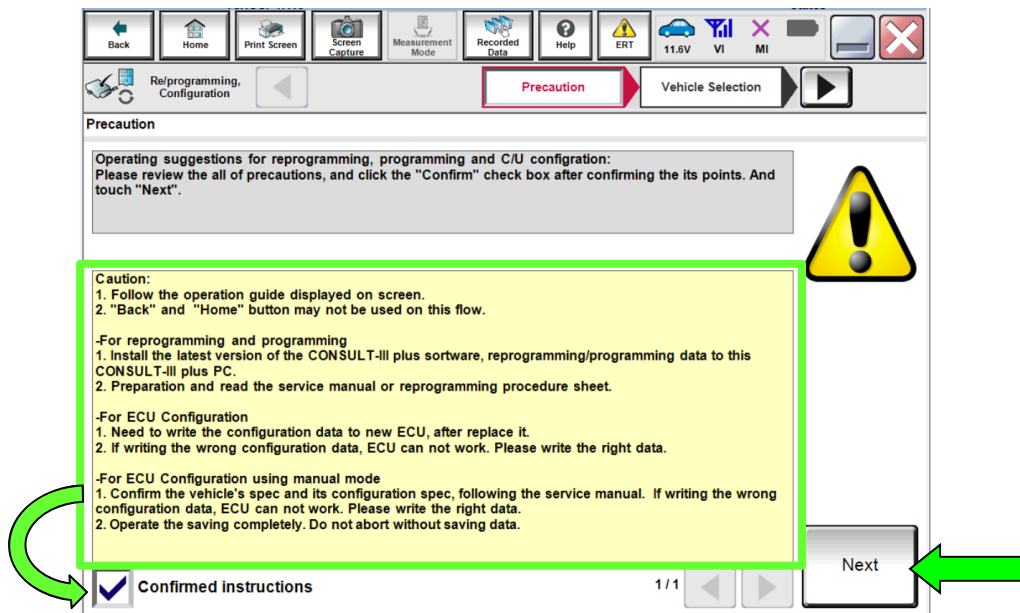 Back
Home
Print Screen
Screen
Capture
Measurement
Mode
Recorded
Data
Help
ERT
11.6V
VI
MI
Re/programming,
Configuration
Precaution
Vehicle Selection
Precaution
Operating suggestions for reprogramming, programming and C/U configration:
Please review the all of precautions, and click the "Confirm" check box after confirming the its points. And
touch "Next".
Caution:
1. Follow the operation guide displayed on screen.
2. "Back" and "Home" button may not be used on this flow.
-For reprogramming and programming
1. Install the latest version of the CONSULT-III plus sortware, reprogramming/programming data to this
CONSULT-III plus PC.
2. Preparation and read the service manual or reprogramming procedure sheet.
-For ECU Configuration
1. Need to write the configuration data to new ECU, after replace it.
2. If writing the wrong configuration data, ECU can not work. Please write the right data.
-For ECU Configuration using manual mode
1. Confirm the vehicle's spec and its configuration spec, following the service manual. If writing the wrong
configuration data, ECU can not work. Please write the right data.
2. Operate the saving completely. Do not abort without saving data.
Confirmed instructions
1/1
Next